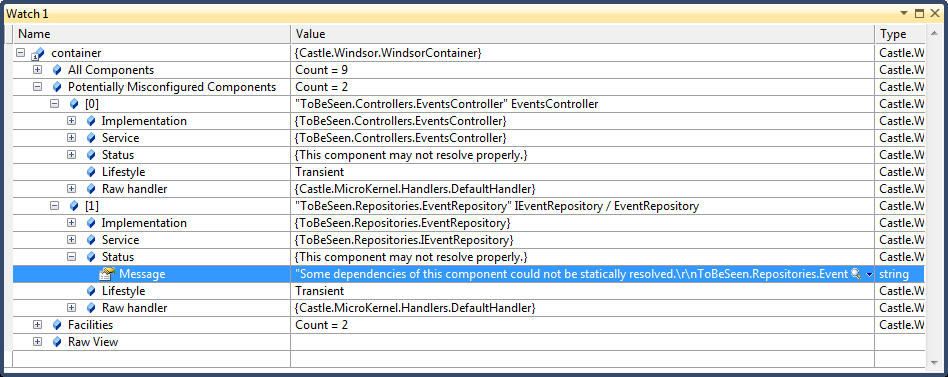 Watch 1
Name Value Type
container {Castle.Windsor.WindsorContainer} Castle.W
All Components Count = 9 Castle.W
Potentially Misconfigured Components Count = 2 Castle.W
[0] "ToBeSeen.Controllers.EventsController" EventsController Castle.W
Implementation {ToBeSeen.Controllers.EventsController} Castle.W
Service {ToBeSeen.Controllers.EventsController} Castle.W
Status {This component may not resolve properly.} Castle.W
Lifestyle Transient Castle.W
Raw handler {Castle.MicroKernel.Handlers.DefaultHandler} Castle.W
[1] "ToBeSeen.Repositories.EventRepository" IEventRepository / EventRepository Castle.W
Implementation {ToBeSeen.Repositories.EventRepository} Castle.W
Service {ToBeSeen.Repositories.IEventRepository} Castle.W
Status {This component may not resolve properly.} Castle.W
Message "Some dependencies of this component could not be statically resolved.\r\nToBeSeen.Repositories.Event string
Lifestyle Transient Castle.W
Raw handler {Castle.MicroKernel.Handlers.DefaultHandler} Castle.W
Facilities Count = 2 Castle.W
Raw View Castle.W